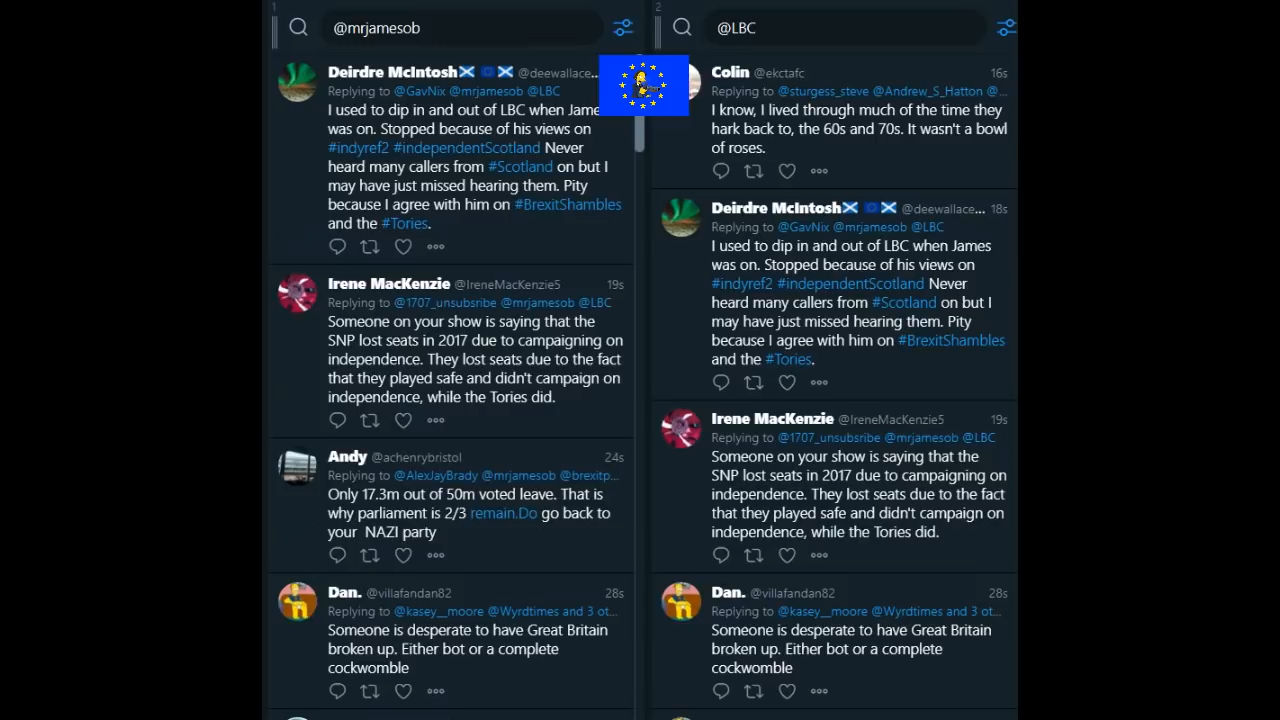 1
@mrjamesob
Deirdre McIntosh @deewallace...
Replying to @GavNix @mrjamesob @LBC
I used to dip in and out of LBC when James
was on. Stopped because of his views on
#indyref2 #independentScotland Never
heard many callers from #Scotland on but I
may have just missed hearing them. Pity
because I agree with him on #BrexitShambles
and the #Tories.
Irene MacKenzie @IreneMacKenzie5 19s
Replying to @1707_unsubsribe @mrjamesob @LBC
Someone on your show is saying that the
SNP lost seats in 2017 due to campaigning on
independence. They lost seats due to the fact
that they played safe and didn't campaign on
independence, while the Tories did.
Andy @achenrybristol 24s
Replying to @AlexJayBrady @mrjamesob @brexitp...
Only 17.3m out of 50m voted leave. That is
why parliament is 2/3 remain.Do go back to
your NAZI party
Dan. @villafandan82 28s
Replying to @kasey__moore @Wyrdtimes and 3 ot...
Someone is desperate to have Great Britain
broken up. Either bot or a complete
cockwomble
2
@LBC
Colin @ekctafc 16s
Replying to @sturgess_steve @Andrew_S_Hatton @...
I know, I lived through much of the time they
hark back to, the 60s and 70s. It wasn't a bowl
of roses.
Deirdre McIntosh @deewallace... 18s
Replying to @GavNix @mrjamesob @LBC
I used to dip in and out of LBC when James
was on. Stopped because of his views on
#indyref2 #independentScotland Never
heard many callers from #Scotland on but I
may have just missed hearing them. Pity
because I agree with him on #BrexitShambles
and the #Tories.
Irene MacKenzie @IreneMacKenzie5 19s
Replying to @1707_unsubsribe @mrjamesob @LBC
Someone on your show is saying that the
SNP lost seats in 2017 due to campaigning on
independence. They lost seats due to the fact
that they played safe and didn't campaign on
independence, while the Tories did.
Dan. @villafandan82 28s
Replying to @kasey__moore @Wyrdtimes and 3 ot...
Someone is desperate to have Great Britain
broken up. Either bot or a complete
cockwomble